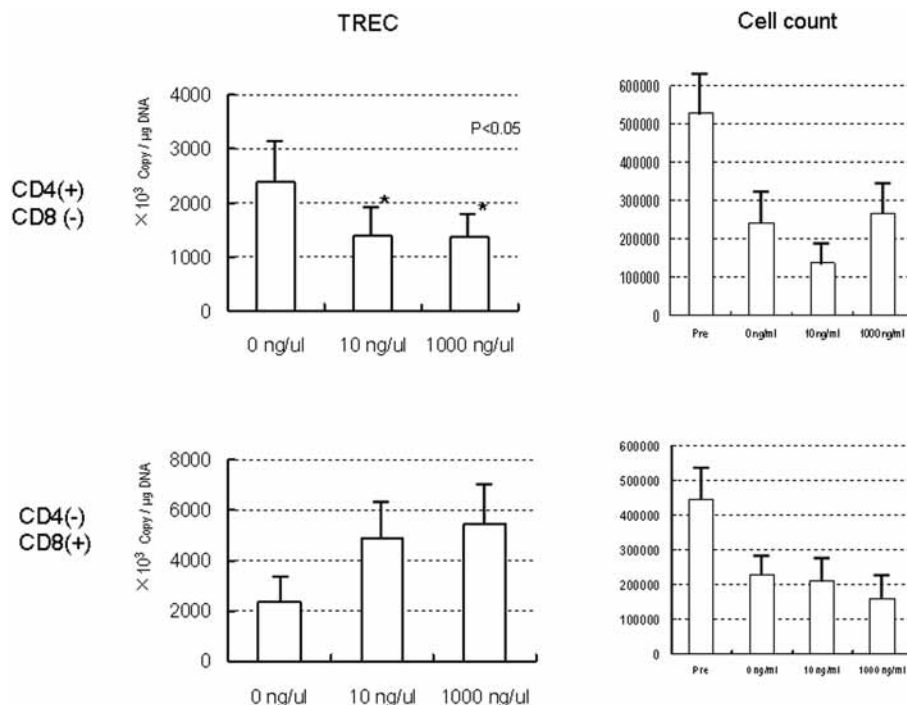 TREC
Cell count
CD4(+)
CD8 (-)
×10³ Copy / µg DNA
4000
3000
2000
1000
0
P<0.05
*
*
0 ng/ul 10 ng/ul 1000 ng/ul
600000
500000
400000
300000
200000
100000
0
Pre 0 ng/ml 10 ng/ml 1000 ng/ml
CD4(-)
CD8(+)
×10³ Copy / µg DNA
8000
6000
4000
2000
0
0 ng/ul 10 ng/ul 1000 ng/ul
600000
500000
400000
300000
200000
100000
0
Pre 0 ng/ml 10 ng/ml 1000 ng/ml